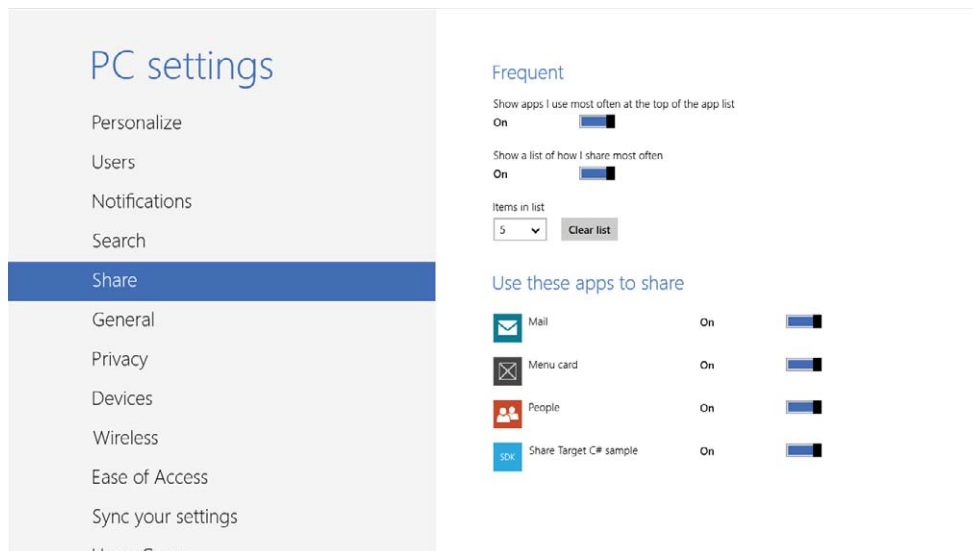 PC settings
Personalize
Users
Notifications
Search
Share
General
Privacy
Devices
Wireless
Ease of Access
Sync your settings
Frequent
Show apps I use most often at the top of the app list
On
Show a list of how I share most often
On
Items in list
5 Clear list
Use these apps to share
Mail On
Menu card On
People On
SDK Share Target C# sample On